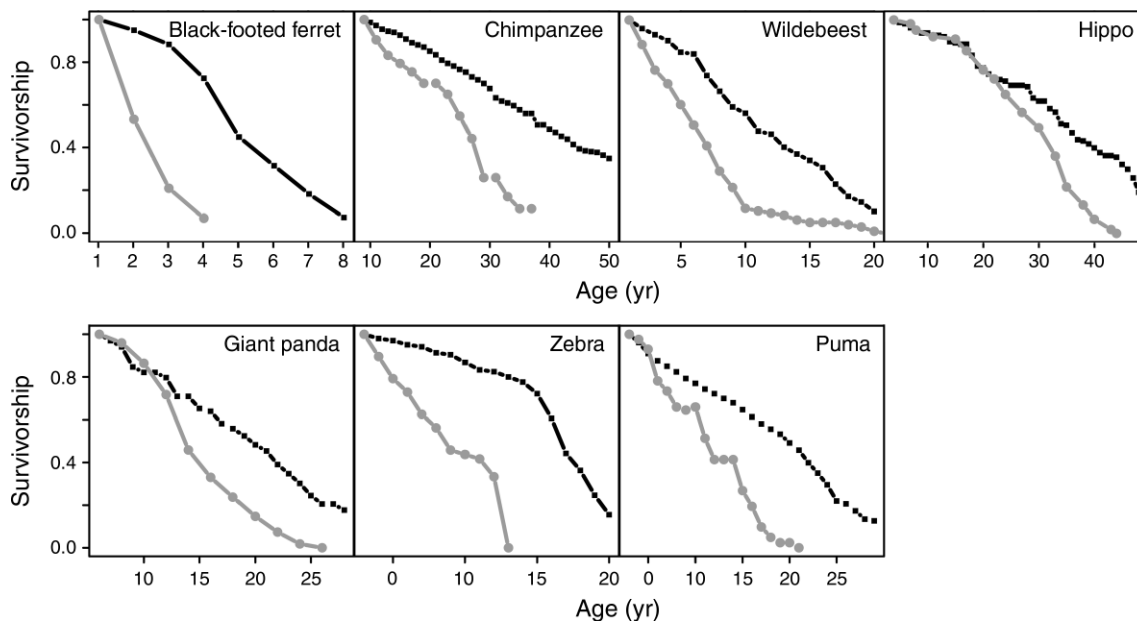 Black-footed ferret
Chimpanzee
Wildebeest
Hippo
Survivorship
0.8
0.4
0.0
1 2 3 4 5 6 7 8
10 20 30 40 50
5 10 15 20
10 20 30 40
Age (yr)
Giant panda
Zebra
Puma
Survivorship
0.8
0.4
0.0
10 15 20 25
0 10 15 20
0 10 15 20 25
Age (yr)